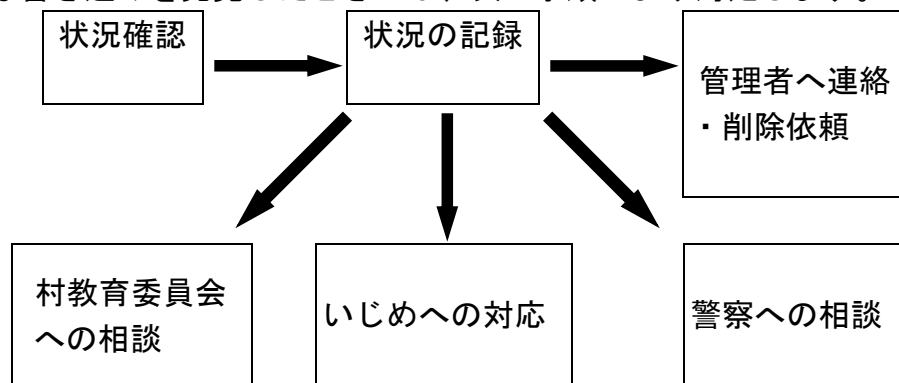 状況確認
状況の記録
管理者へ連絡
・削除依頼
村教育委員会
への相談
いじめへの対応
警察への相談